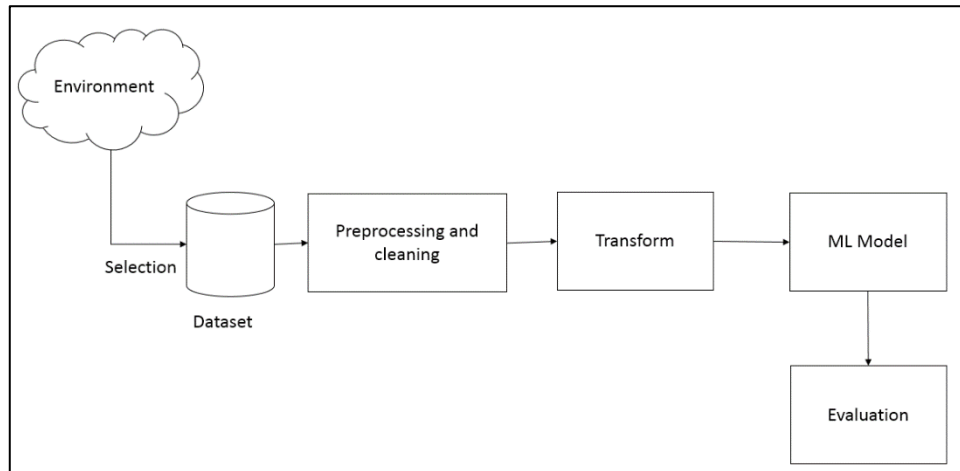 Environment
Selection
Dataset
Preprocessing and
cleaning
Transform
ML Model
Evaluation